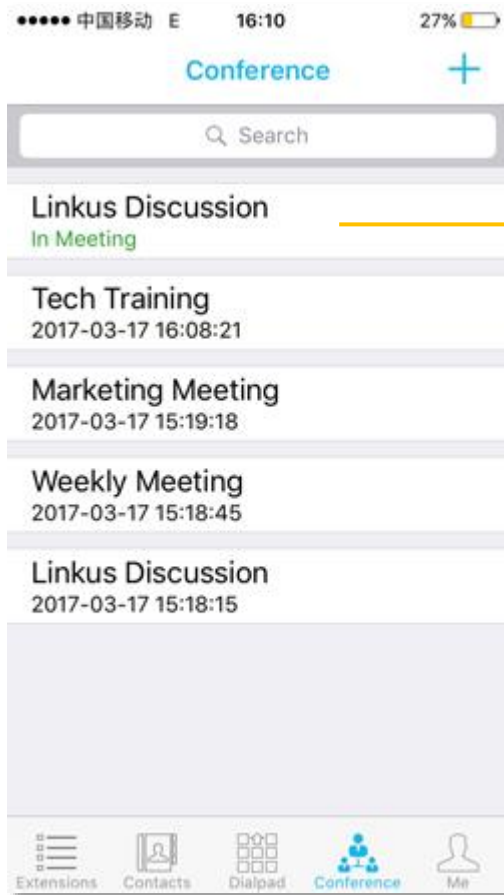 中国移动 E 16:10 27%
Conference
Search
Linkus Discussion
In Meeting
Tech Training
2017-03-17 16:08:21
Marketing Meeting
2017-03-17 15:19:18
Weekly Meeting
2017-03-17 15:18:45
Linkus Discussion
2017-03-17 15:18:15
Extensions Contacts Dialpad Conference Me